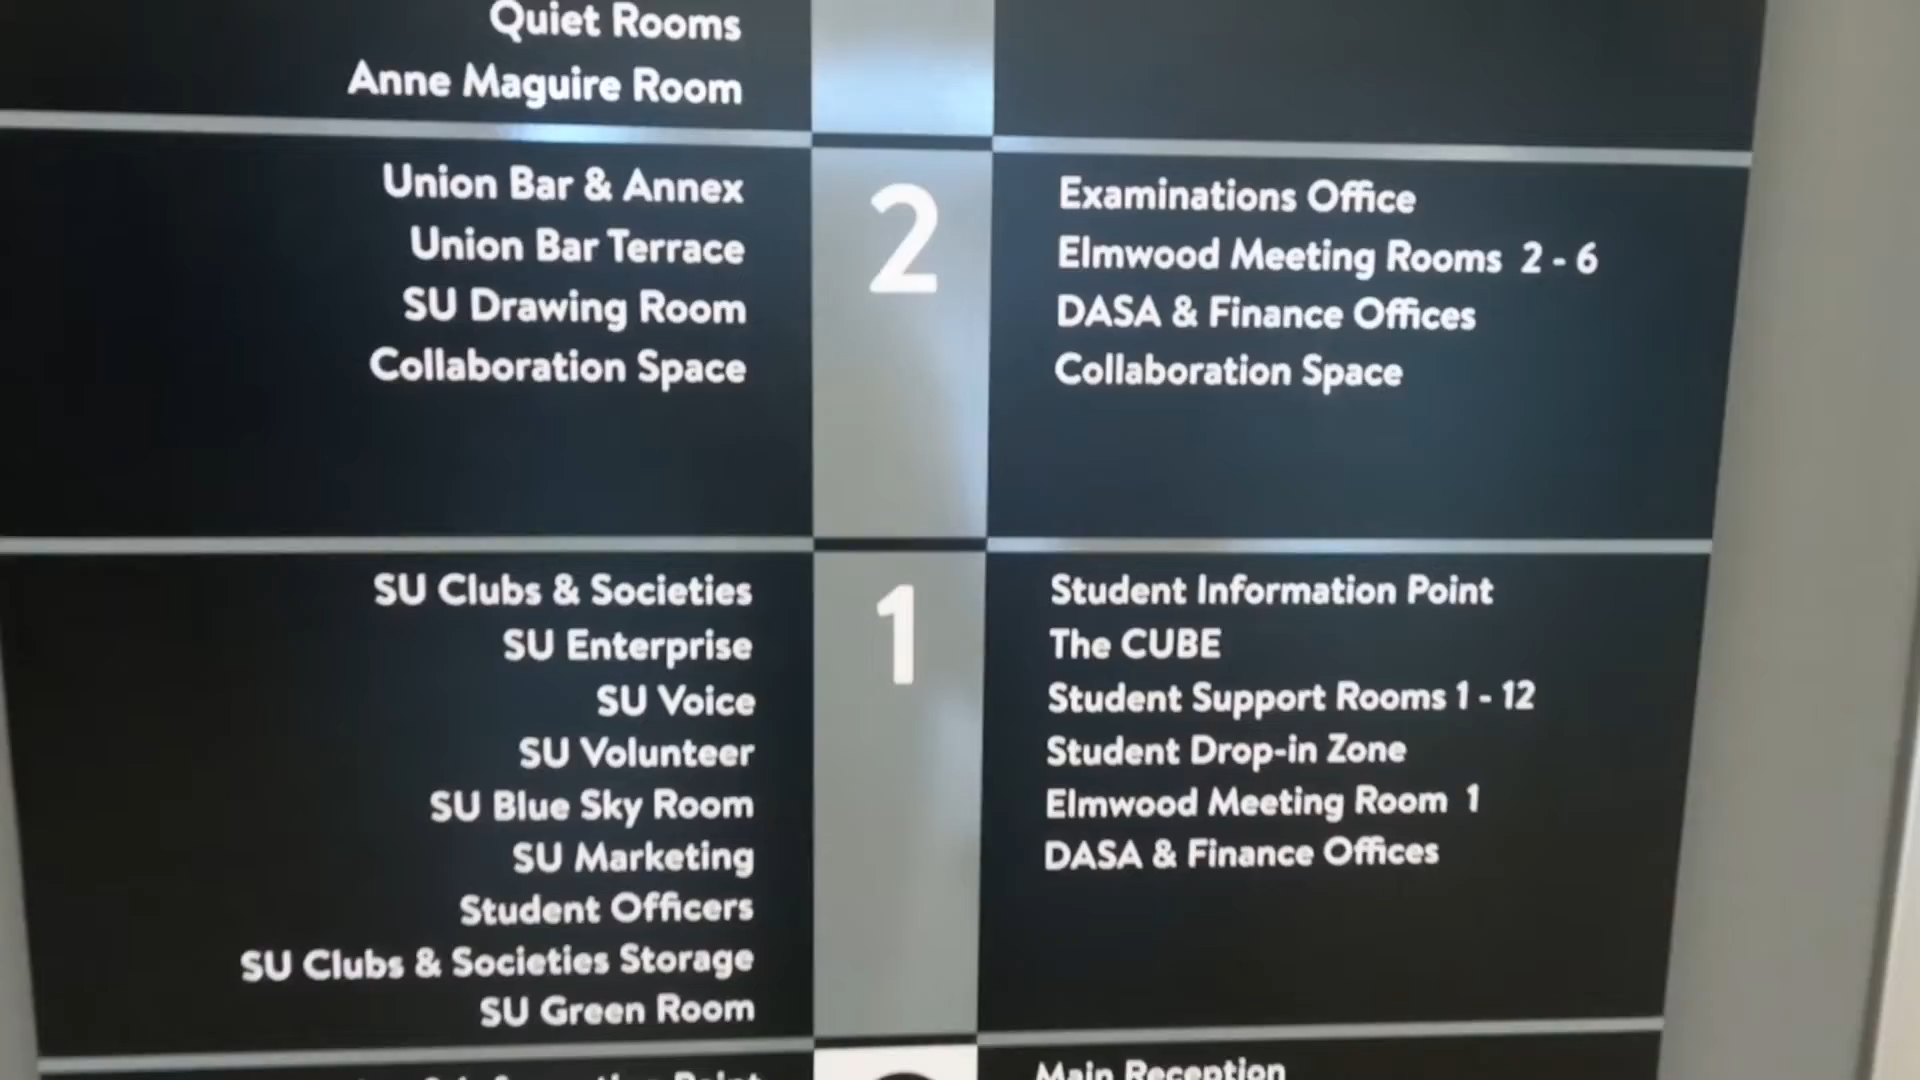 Quiet Rooms
Anne Maguire Room
Union Bar & Annex
Union Bar Terrace
SU Drawing Room
Collaboration Space
2
Examinations Office
Elmwood Meeting Rooms 2 - 6
DASA & Finance Offices
Collaboration Space
SU Clubs & Societies
SU Enterprise
SU Voice
SU Volunteer
SU Blue Sky Room
SU Marketing
Student Officers
SU Clubs & Societies Storage
SU Green Room
1
Student Information Point
The CUBE
Student Support Rooms 1 - 12
Student Drop-in Zone
Elmwood Meeting Room 1
DASA & Finance Offices
Main Reception